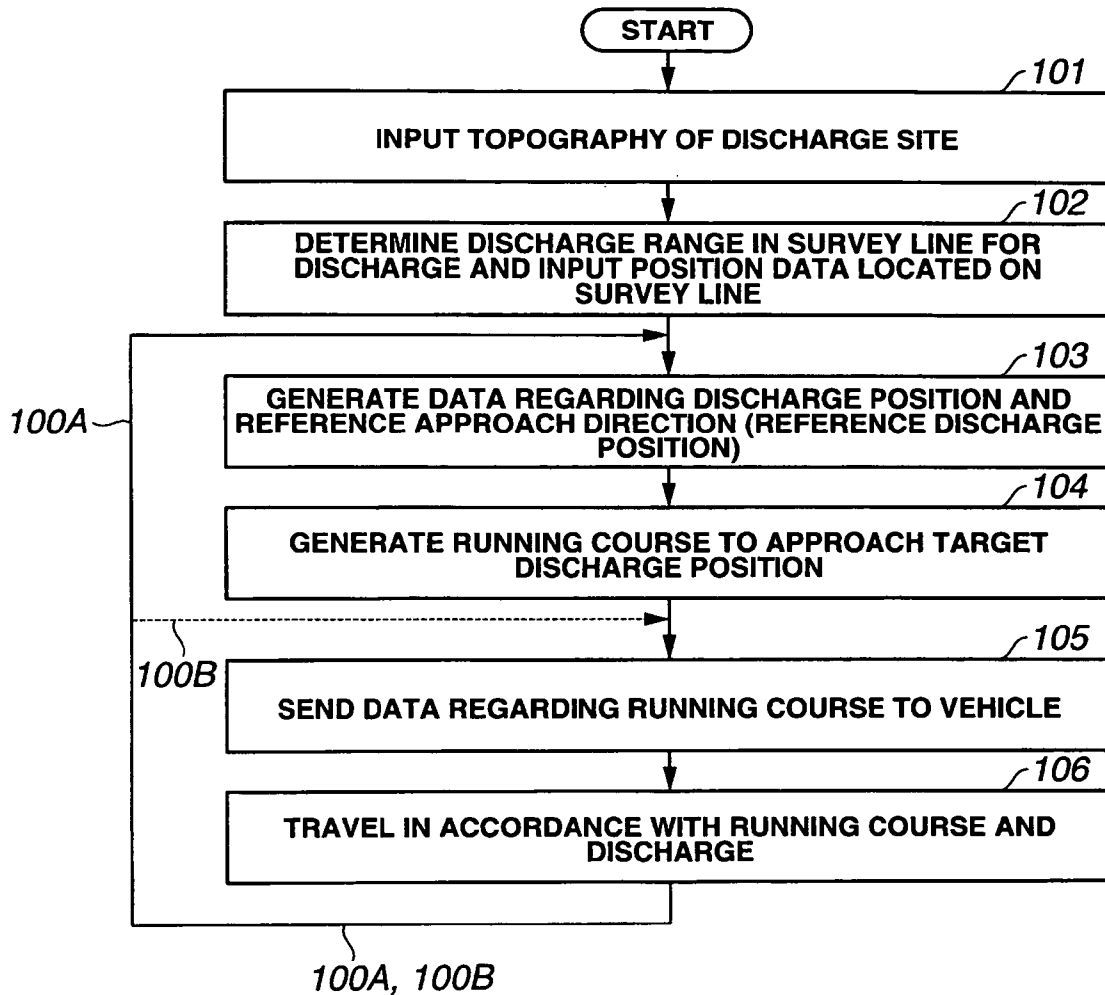 START
101
INPUT TOPOGRAPHY OF DISCHARGE SITE
102
DETERMINE DISCHARGE RANGE IN SURVEY LINE FOR
DISCHARGE AND INPUT POSITION DATA LOCATED ON
SURVEY LINE
103
GENERATE DATA REGARDING DISCHARGE POSITION AND
REFERENCE APPROACH DIRECTION (REFERENCE DISCHARGE
POSITION)
100A
104
GENERATE RUNNING COURSE TO APPROACH TARGET
DISCHARGE POSITION
100B
105
SEND DATA REGARDING RUNNING COURSE TO VEHICLE
106
TRAVEL IN ACCORDANCE WITH RUNNING COURSE AND
DISCHARGE
100A, 100B